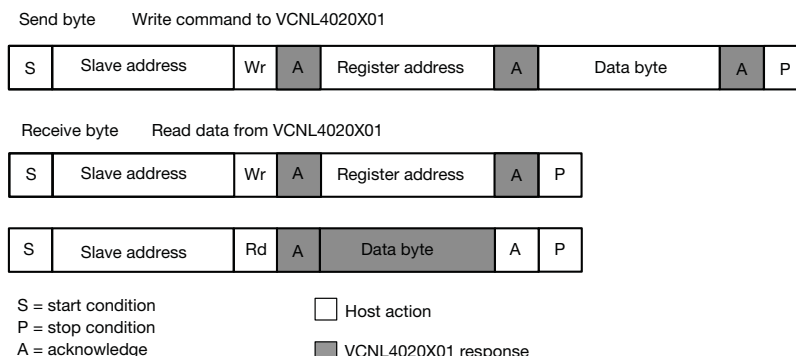 Send byte Write command to VCNL4020X01
S Slave address Wr A Register address A Data byte A P
Receive byte Read data from VCNL4020X01
S Slave address Wr A Register address A P
S Slave address Rd A Data byte A P
S = start condition
P = stop condition
A = acknowledge
Host action
VCNL4020X01 response